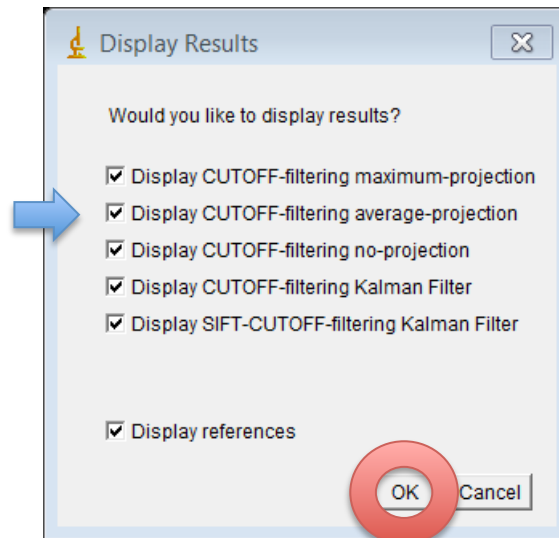 Display Results
Would you like to display results?
Display CUTOFF-filtering maximum-projection
Display CUTOFF-filtering average-projection
Display CUTOFF-filtering no-projection
Display CUTOFF-filtering Kalman Filter
Display SIFT-CUTOFF-filtering Kalman Filter
Display references
OK Cancel